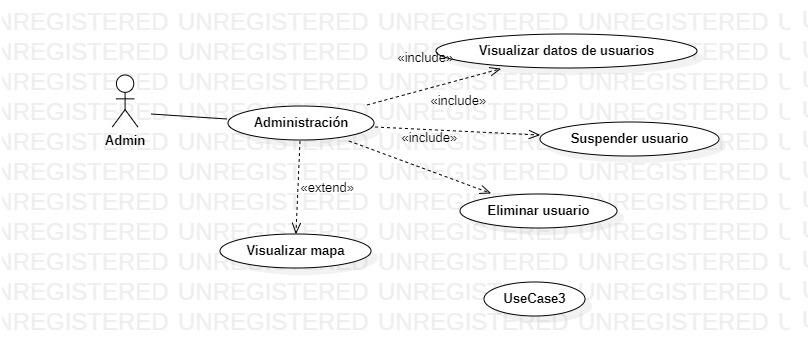 UNREGISTERED UNREGISTERED UNREGISTERED UNREGISTERED U
«include»
Visualizar datos de usuarios
«include»
Administración
Admin
«include»
Suspender usuario
«extend»
Eliminar usuario
Visualizar mapa
UseCase3